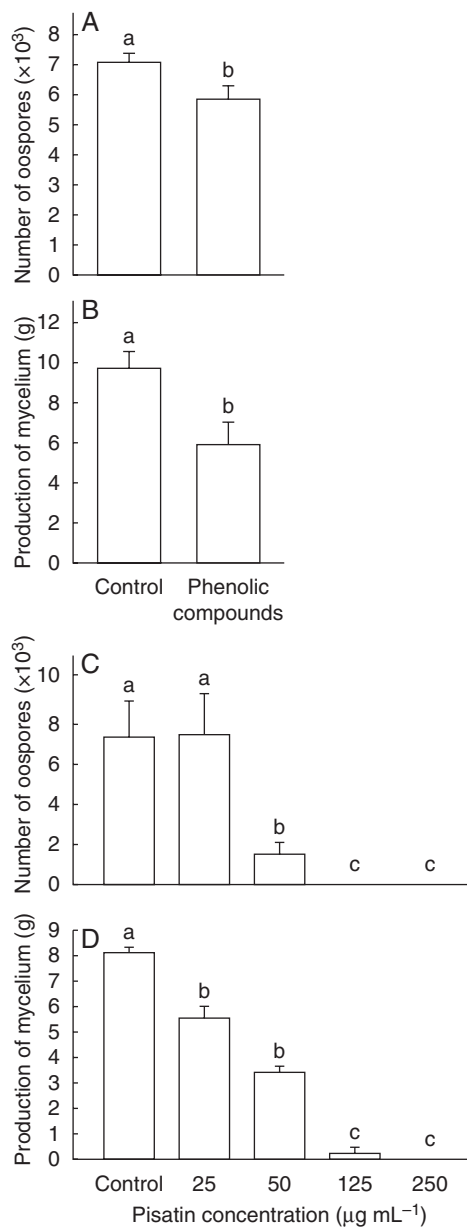 A
Number of oospores (×10³)
8
7
6
5
4
3
2
1
0
a
b
B
Production of mycelium (g)
12
10
8
6
4
2
0
a
b
Control
Phenolic
compounds
C
Number of oospores (×10³)
10
8
6
4
2
0
a
a
b
c
c
D
Production of mycelium (g)
9
8
7
6
5
4
3
2
1
0
a
b
b
c
c
Control 25 50 125 250
Pisatin concentration (µg mL⁻¹)